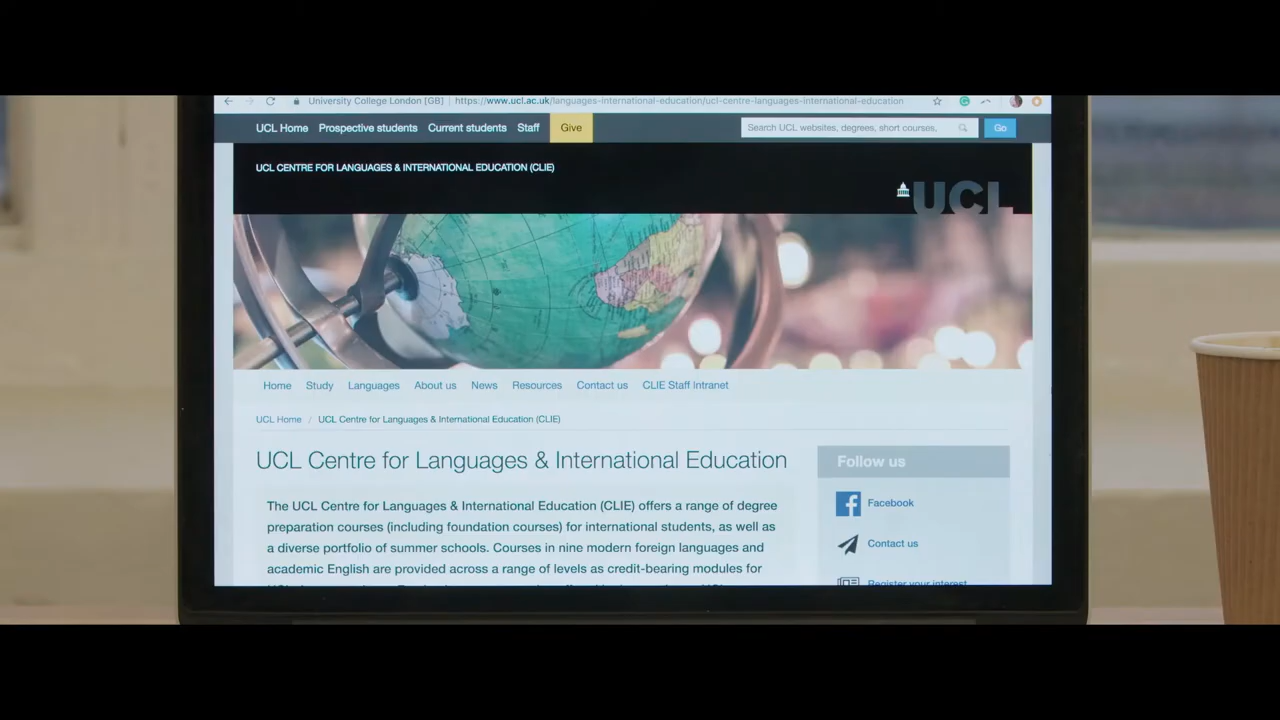 University College London [GB] https://www.ucl.ac.uk/languages-international-education/ucl-centre-languages-international-education
UCL Home Prospective students Current students Staff Give Search UCL websites, degrees, short courses, Go
UCL CENTRE FOR LANGUAGES & INTERNATIONAL EDUCATION (CLIE)
UCL
Home Study Languages About us News Resources Contact us CLIE Staff Intranet
UCL Home / UCL Centre for Languages & International Education (CLIE)
UCL Centre for Languages & International Education
The UCL Centre for Languages & International Education (CLIE) offers a range of degree
preparation courses (including foundation courses) for international students, as well as
a diverse portfolio of summer schools. Courses in nine modern foreign languages and
academic English are provided across a range of levels as credit-bearing modules for
Follow us
Facebook
Contact us
Register your interest